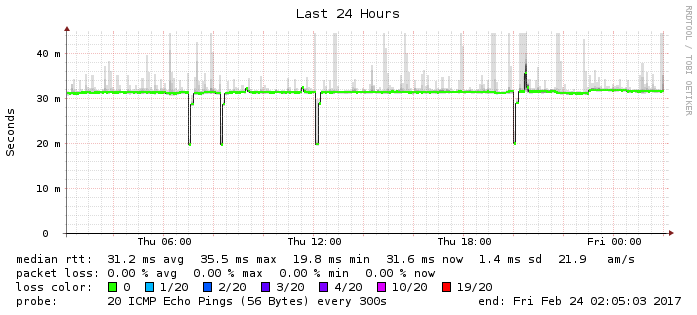 Last 24 Hours
RRDTOOL / TOBI OETIKER
Seconds
40 m
30 m
20 m
10 m
0
Thu 06:00 Thu 12:00 Thu 18:00 Fri 00:00
median rtt: 31.2 ms avg 35.5 ms max 19.8 ms min 31.6 ms now 1.4 ms sd 21.9 am/s
packet loss: 0.00 % avg 0.00 % max 0.00 % min 0.00 % now
loss color: 0 1/20 2/20 3/20 4/20 10/20 19/20
probe: 20 ICMP Echo Pings (56 Bytes) every 300s end: Fri Feb 24 02:05:03 2017